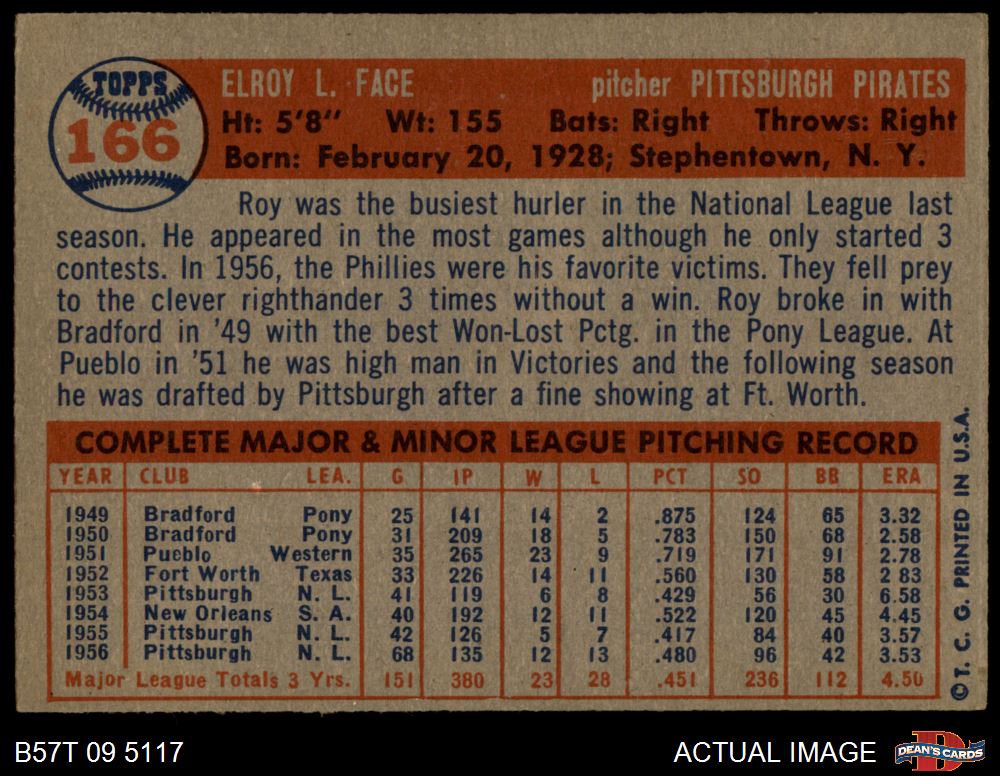 TOPPS
166
ELROY L. FACE pitcher PITTSBURGH PIRATES
Ht: 5'8" Wt: 155 Bats: Right Throws: Right
Born: February 20, 1928; Stephentown, N. Y.
Roy was the busiest hurler in the National League last
season. He appeared in the most games although he only started 3
contests. In 1956, the Phillies were his favorite victims. They fell prey
to the clever righthander 3 times without a win. Roy broke in with
Bradford in '49 with the best Won-Lost Pctg. in the Pony League. At
Pueblo in '51 he was high man in Victories and the following season
he was drafted by Pittsburgh after a fine showing at Ft. Worth.
COMPLETE MAJOR & MINOR LEAGUE PITCHING RECORD
YEAR CLUB LEA. G IP W L PCT SO BB ERA
1949 Bradford Pony 25 141 14 2 .875 124 65 3.32
1950 Bradford Pony 31 209 18 5 .783 150 68 2.58
1951 Pueblo Western 35 265 23 9 .719 171 91 2.78
1952 Fort Worth Texas 33 226 14 11 .560 130 58 2 83
1953 Pittsburgh N. L. 41 119 6 8 .429 56 30 6.58
1954 New Orleans S. A. 40 192 12 11 .522 120 45 4.45
1955 Pittsburgh N. L. 42 126 5 7 .417 84 40 3.57
1956 Pittsburgh N. L. 68 135 12 13 .480 96 42 3.53
Major League Totals 3 Yrs. 151 380 23 28 .451 236 112 4.50
© T. C. G. PRINTED IN U.S.A.
B57T 09 5117 ACTUAL IMAGE DEAN'S CARDS